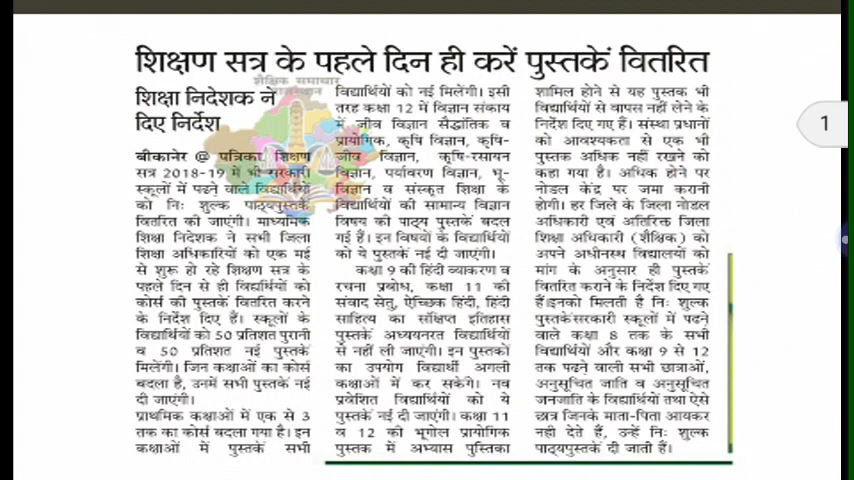 शिक्षण सत्र के पहले दिन ही करें पुस्तकें वितरित
शैक्षिक समाचार
राजस्थान
शिक्षा निदेशक ने
दिए निर्देश
बीकानेर @ पत्रिका. शिक्षण
सत्र 2018-19 में भी सरकारी
स्कूलों में पढने वाले विद्यार्थियों
को निः शुल्क पाठ्यपुस्तकें
वितरित की जाएंगी। माध्यमिक
शिक्षा निदेशक ने सभी जिला
शिक्षा अधिकारियों को एक मई
से शुरू हो रहे शिक्षण सत्र के
पहले दिन से ही विद्यर्थियों को
कोर्स की पुस्तकें वितरित करने
के निर्देश दिए हैं। स्कूलों के
विद्यार्थियों को 50 प्रतिशत पुरानी
व 50 प्रतिशत नई पुस्तकें
मिलेंगी। जिन कक्षाओं का कोर्स
बदला है, उनमें सभी पुस्तकें नई
दी जाएंगी।
प्राथमिक कक्षाओं में एक से 3
तक का कोर्स बदला गया है। इन
कक्षाओं में पुस्तकें सभी
विद्यार्थियों को नई मिलेंगी। इसी
तरह कक्षा 12 में विज्ञान संकाय
में जीव विज्ञान सैद्धांतिक व
प्रायोगिक, कृषि विज्ञान, कृषि-
जीव विज्ञान, कृषि-रसायन
विज्ञान, पर्यावरण विज्ञान, भू-
विज्ञान व संस्कृत शिक्षा के
विद्यार्थियों की सामान्य विज्ञान
विषय की पाठ्य पुस्तकें बदल
गई हैं। इन विषयों के विद्यार्थियों
को ये पुस्तकें नई दी जाएंगी।
कक्षा 9 की हिंदी व्याकरण व
रचना प्रबोध, कक्षा 11 की
संवाद सेतु, ऐच्छिक हिंदी, हिंदी
साहित्य का संक्षिप्त इतिहास
पुस्तकें अध्ययनरत विद्यार्थियों
से नहीं ली जाएंगी। इन पुस्तकों
का उपयोग विद्यार्थी अगली
कक्षाओं में कर सकेंगे। नव
प्रवेशित विद्यार्थियों को ये
पुस्तकें नई दी जाएंगी। कक्षा 11
व 12 की भूगोल प्रायोगिक
पुस्तक में अभ्यास पुस्तिका
शामिल होने से यह पुस्तक भी
विद्यार्थियों से वापस नहीं लेने के
निर्देश दिए गए हैं। संस्था प्रधानों
को आवश्यकता से एक भी
पुस्तक अधिक नहीं रखने को
कहा गया है। अधिक होने पर
नोडल केंद्र पर जमा करानी
होगी। हर जिले के जिला नोडल
अधिकारी एवं अतिरिक्त जिला
शिक्षा अधिकारी (शैक्षिक) को
अपने अधीनस्थ विद्यालयों को
मांग के अनुसार ही पुस्तकें
वितरित कराने के निर्देश दिए गए
हैं।इनको मिलती है निः शुल्क
पुस्तकेंसरकारी स्कूलों में पढने
वाले कक्षा 8 तक के सभी
विद्यार्थियों और कक्षा 9 से 12
तक पढने वाली सभी छात्राओं,
अनुसूचित जाति व अनुसूचित
जनजाति के विद्यार्थियों तथा ऐसे
छात्र जिनके माता-पिता आयकर
नही देते हैं, उन्हें निः शुल्क
पाठ्यपुस्तकें दी जाती हैं।
1